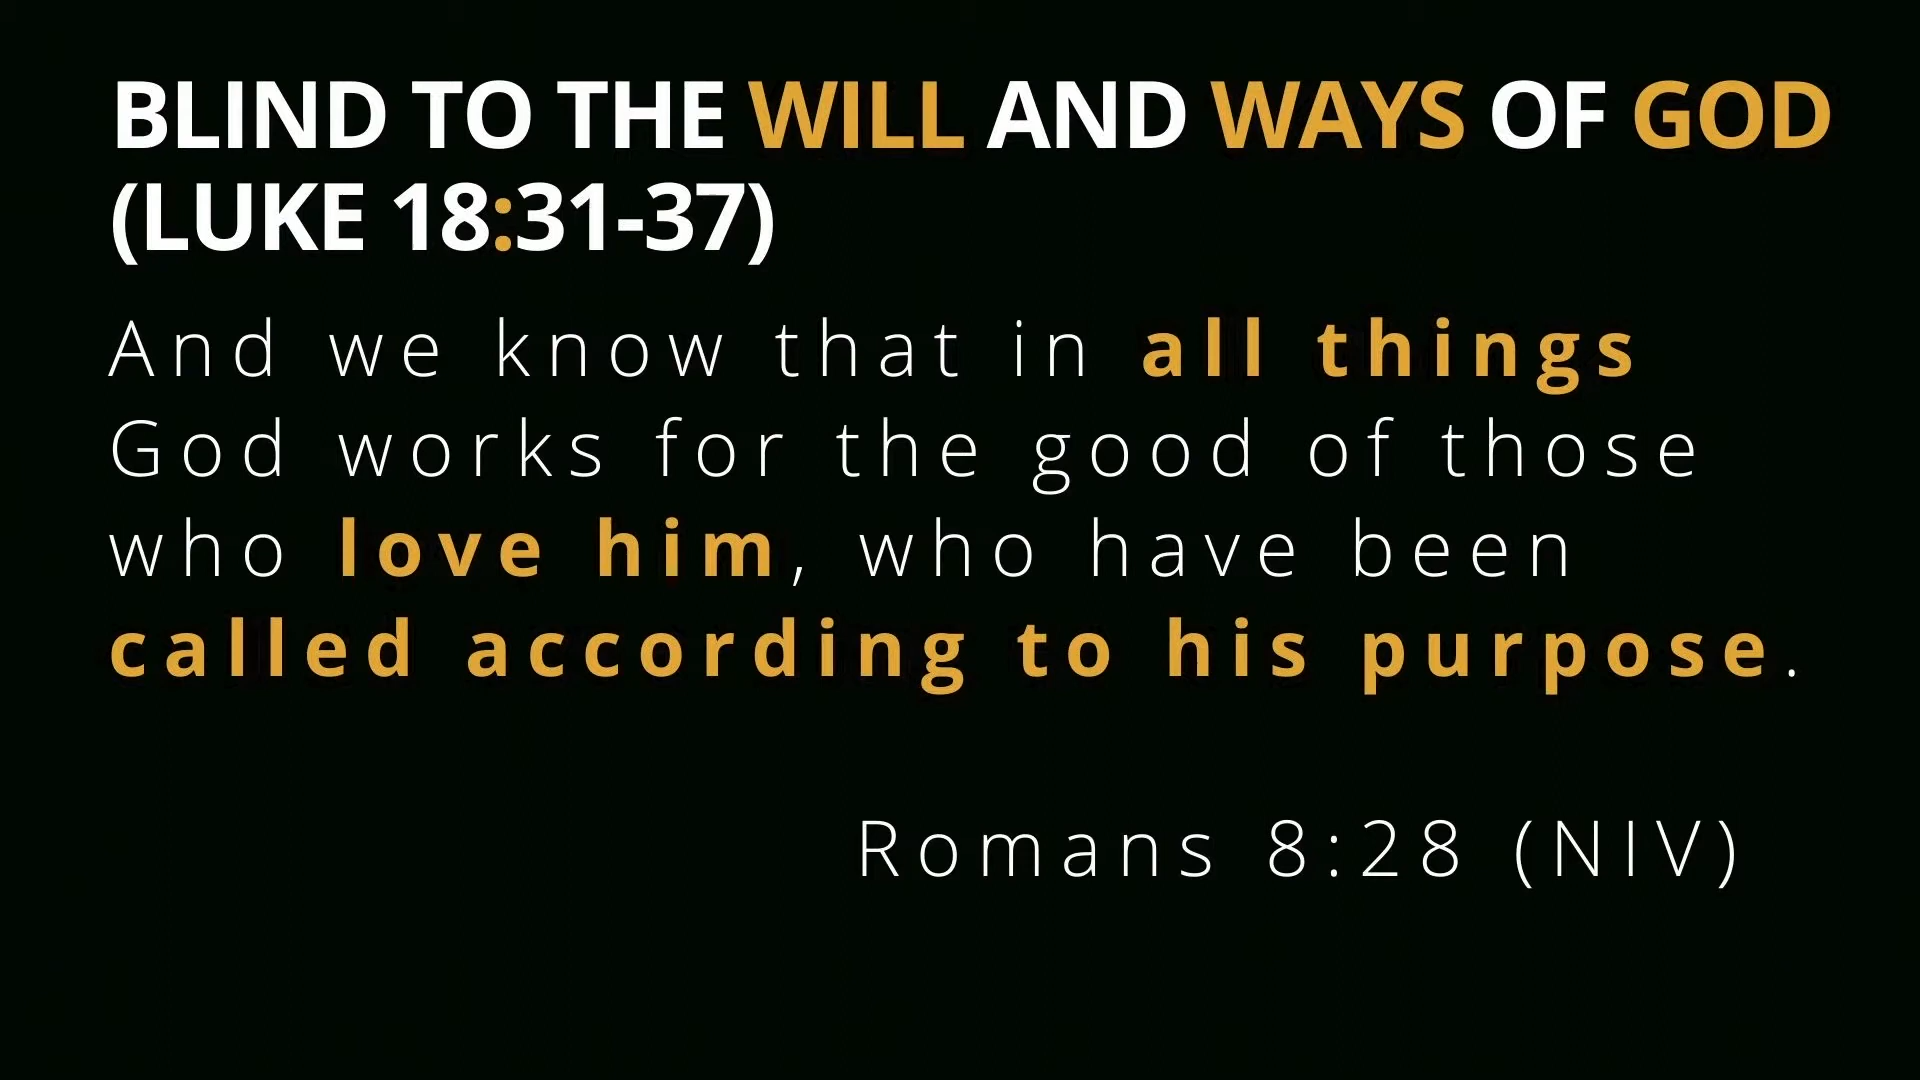 BLIND TO THE WILL AND WAYS OF GOD
(LUKE 18:31-37)
And we know that in all things
God works for the good of those
who love him, who have been
called according to his purpose.
Romans 8:28 (NIV)